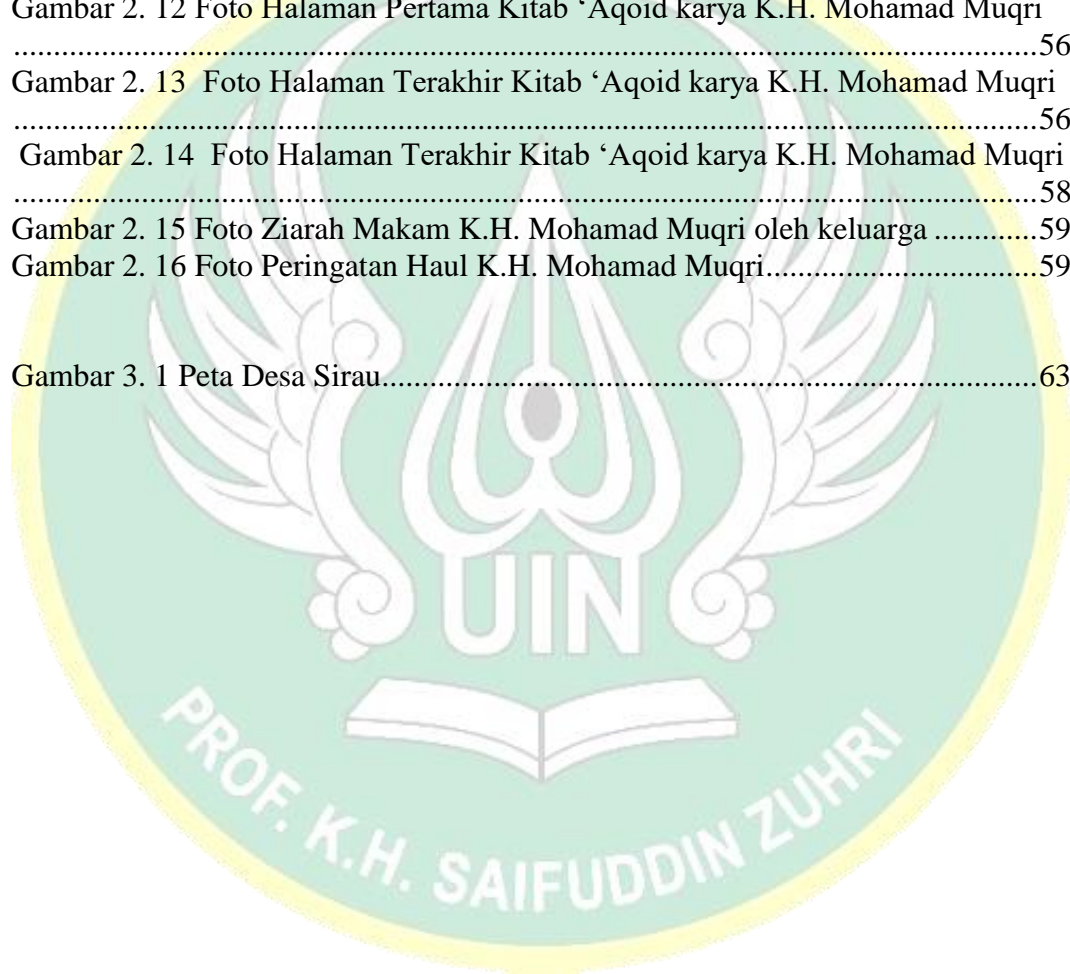 Gambar 2. 12 Foto Halaman Pertama Kitab ‘Aqoid karya K.H. Mohamad Muqri
................................................................................................................................56
Gambar 2. 13  Foto Halaman Terakhir Kitab ‘Aqoid karya K.H. Mohamad Muqri
................................................................................................................................56
Gambar 2. 14  Foto Halaman Terakhir Kitab ‘Aqoid karya K.H. Mohamad Muqri
................................................................................................................................58
Gambar 2. 15 Foto Ziarah Makam K.H. Mohamad Muqri oleh keluarga .............59
Gambar 2. 16 Foto Peringatan Haul K.H. Mohamad Muqri..................................59
Gambar 3. 1 Peta Desa Sirau..................................................................................63
UIN
PROF. K.H. SAIFUDDIN ZUHRI